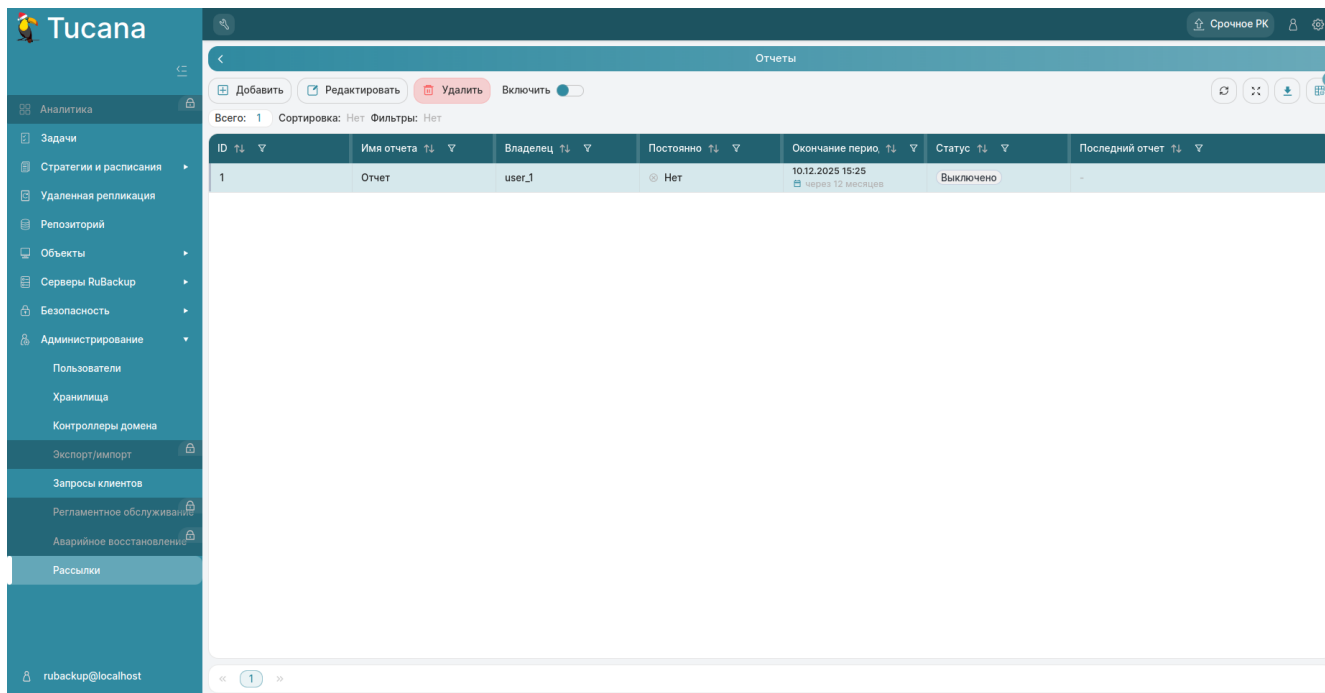 Tucana
Срочное РК
Отчеты
Добавить Редактировать Удалить Включить
Всего: 1 Сортировка: Нет Фильтры: Нет
ID Имя отчета Владелец Постоянно Окончание перио, Статус Последний отчет
1 Отчет user_1 Нет 10.12.2025 15:25 Выключено -
через 12 месяцев
Аналитика
Задачи
Стратегии и расписания
Удаленная репликация
Репозиторий
Объекты
Серверы RuBackup
Безопасность
Администрирование
Пользователи
Хранилища
Контроллеры домена
Экспорт/импорт
Запросы клиентов
Регламентное обслуживание
Аварийное восстановление
Рассылки
rubackup@localhost
« 1 »